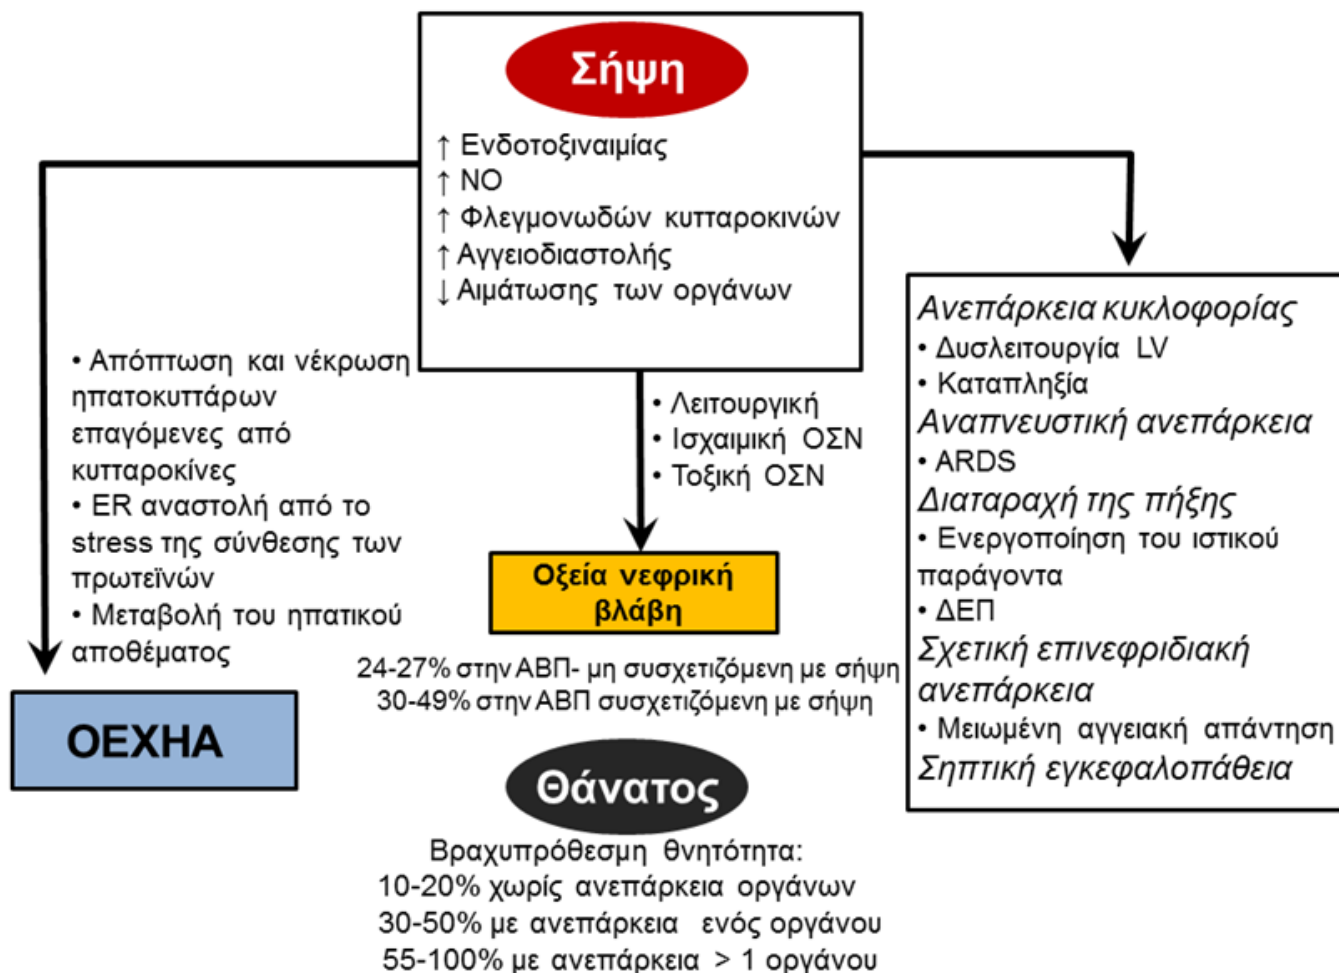 Σήψη
↑ Ενδοτοξιναιμίας
↑ NO
↑ Φλεγμονωδών κυτταροκινών
↑ Αγγειοδιαστολής
↓ Αιμάτωσης των οργάνων
• Απόπτωση και νέκρωση
ηπατοκυττάρων
επαγόμενες από
κυτταροκίνες
• ER αναστολή από το
stress της σύνθεσης των
πρωτεϊνών
• Μεταβολή του ηπατικού
αποθέματος
ΟΕΧΗΑ
• Λειτουργική
• Ισχαιμική ΟΣΝ
• Τοξική ΟΣΝ
Οξεία νεφρική
βλάβη
24-27% στην ΑΒΠ- μη συσχετιζόμενη με σήψη
30-49% στην ΑΒΠ συσχετιζόμενη με σήψη
Θάνατος
Βραχυπρόθεσμη θνητότητα:
10-20% χωρίς ανεπάρκεια οργάνων
30-50% με ανεπάρκεια ενός οργάνου
55-100% με ανεπάρκεια > 1 οργάνου
Ανεπάρκεια κυκλοφορίας
• Δυσλειτουργία LV
• Καταπληξία
Αναπνευστική ανεπάρκεια
• ARDS
Διαταραχή της πήξης
• Ενεργοποίηση του ιστικού
παράγοντα
• ΔΕΠ
Σχετική επινεφριδιακή
ανεπάρκεια
• Μειωμένη αγγειακή απάντηση
Σηπτική εγκεφαλοπάθεια